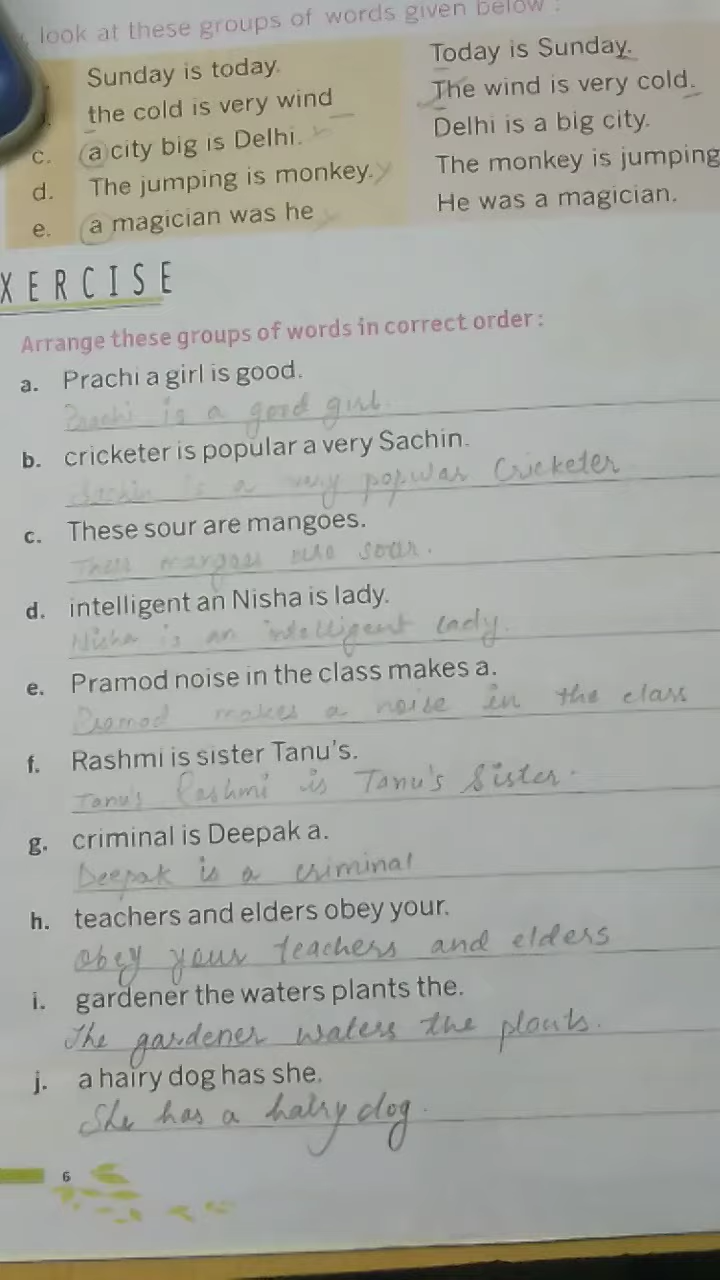 look at these groups of words given below :
Sunday is today. Today is Sunday.
the cold is very wind The wind is very cold.
c. a city big is Delhi. Delhi is a big city.
d. The jumping is monkey. The monkey is jumping
e. a magician was he He was a magician.
XERCISE
Arrange these groups of words in correct order :
a. Prachi a girl is good.
Prachi is a good girl.
b. cricketer is popular a very Sachin.
Sachin is a very popular Cricketer
c. These sour are mangoes.
These mangoes are sour.
d. intelligent an Nisha is lady.
Nisha is an intelligent lady.
e. Pramod noise in the class makes a.
Pramod makes a noise in the class
f. Rashmi is sister Tanu's.
Tanu's Rashmi is Tanu's Sister.
g. criminal is Deepak a.
Deepak is a criminal
h. teachers and elders obey your.
obey your teachers and elders
i. gardener the waters plants the.
The gardener waters the plants.
j. a hairy dog has she.
She has a hairy dog.
6